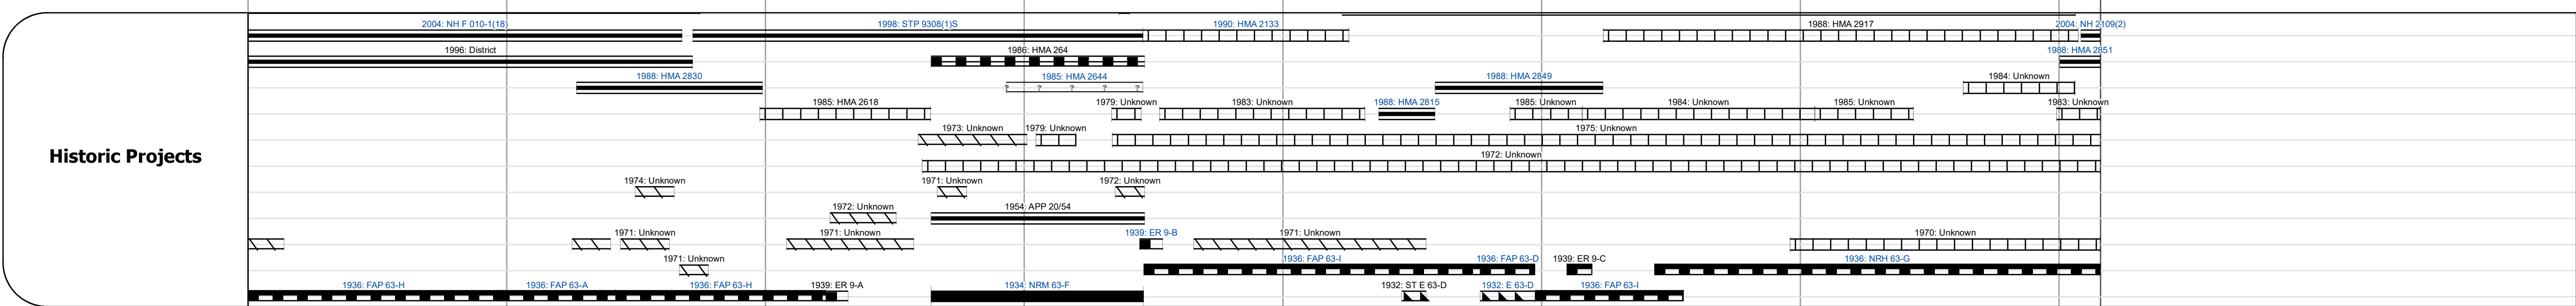 2004: NH F 010-1(18) 1998: STP 9308(1)S 1990: HMA 2133 1988: HMA 2917 2004: NH 2109(2)
1996: District 1986: HMA 264 1988: HMA 2851
1988: HMA 2830 1985: HMA 2644 1988: HMA 2849 1984: Unknown
1985: HMA 2618 1979: Unknown 1983: Unknown 1988: HMA 2815 1985: Unknown 1984: Unknown 1985: Unknown 1983: Unknown
1973: Unknown 1979: Unknown 1975: Unknown
Historic Projects
1972: Unknown
1974: Unknown 1971: Unknown 1972: Unknown
1972: Unknown 1954: APP 20/54
1971: Unknown 1971: Unknown 1939: ER 9-B 1971: Unknown 1970: Unknown
1971: Unknown 1936: FAP 63-I 1936: FAP 63-D 1939: ER 9-C 1936: NRH 63-G
1936: FAP 63-H 1936: FAP 63-A 1936: FAP 63-H 1939: ER 9-A 1934: NRM 63-F 1932: ST E 63-D 1932: E 63-D 1936: FAP 63-I
? ? ? ? ?